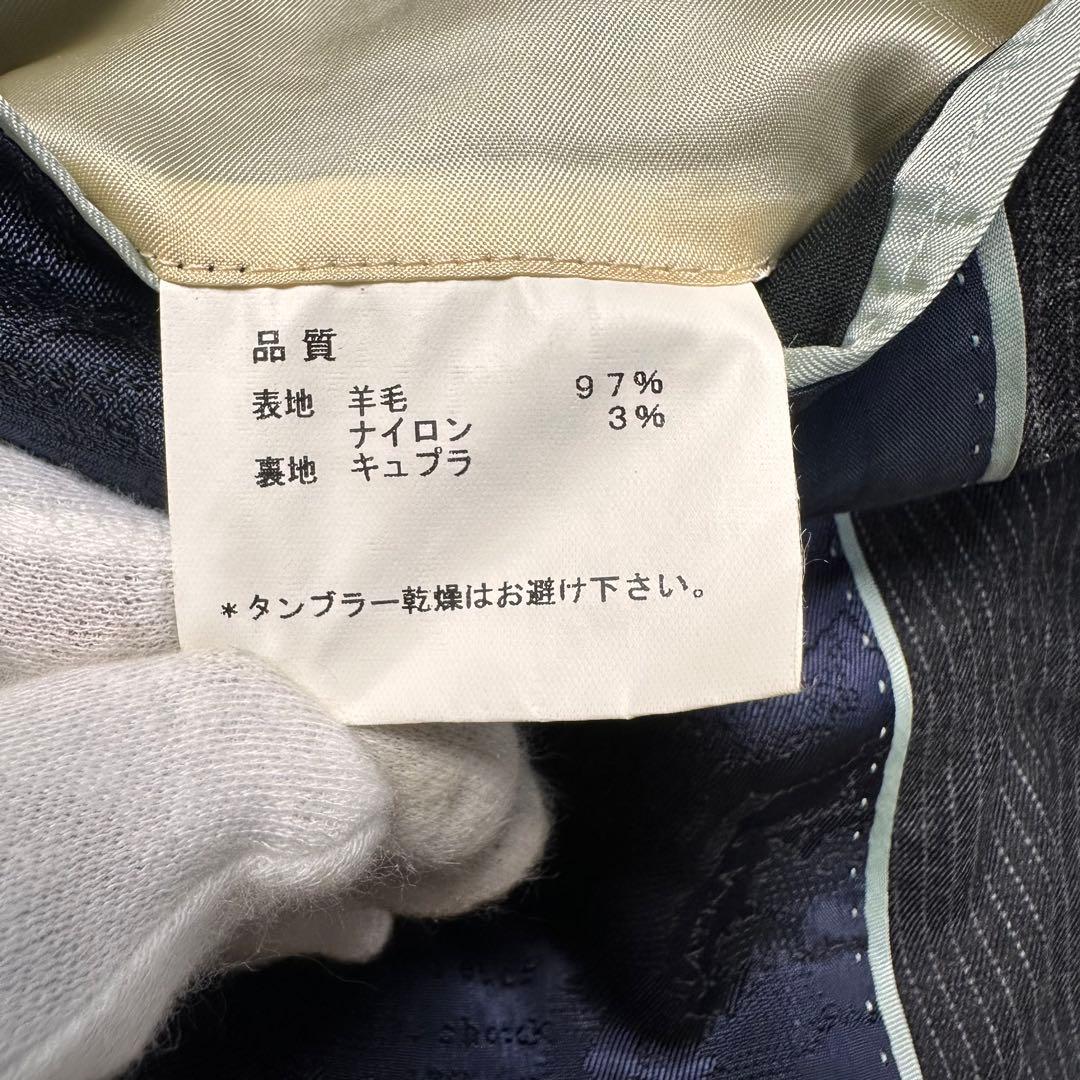 品質
表地 羊毛 97%
ナイロン 3%
裏地 キュプラ
*タンブラー乾燥はお避け下さい。